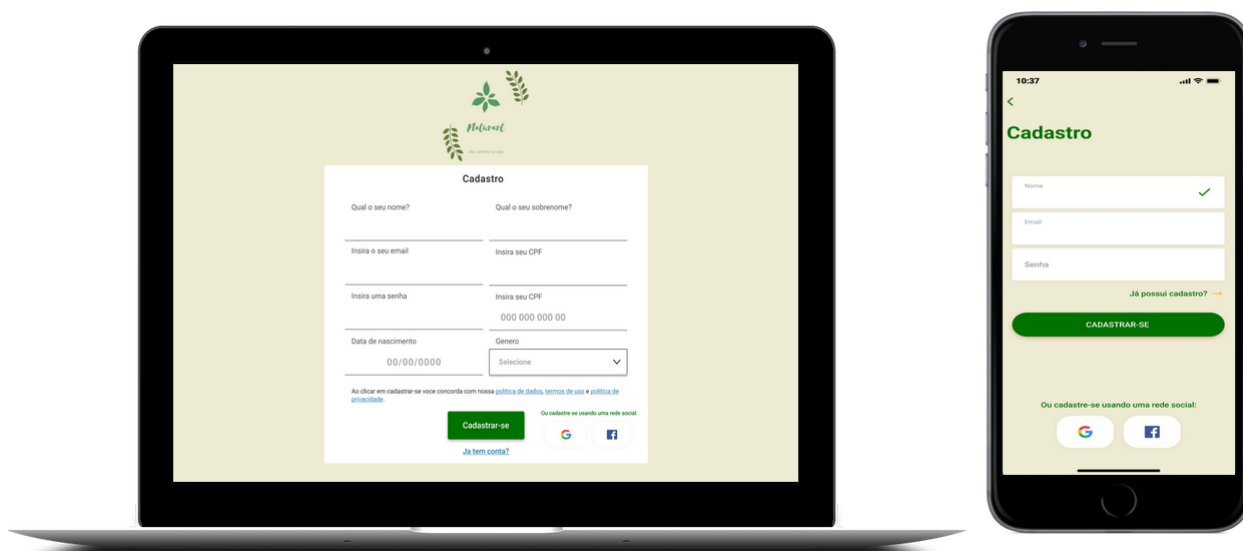 Naturart
Cadastro
Qual o seu nome?
Qual o seu sobrenome?
Insira o seu email
Insira seu CPF
Insira uma senha
Insira seu CPF
000 000 000 00
Data de nascimento
Genero
00/00/0000
Selecione
Ao clicar em cadastrar-se voce concorda com nossa politica de dados, termos de uso e politica de
privacidade.
Ou cadastre-se usando uma rede social:
Cadastrar-se
Ja tem conta?
10:37
Cadastro
Nome
Email
Senha
Já possui cadastro? →
CADASTRAR-SE
Ou cadastre-se usando uma rede social: